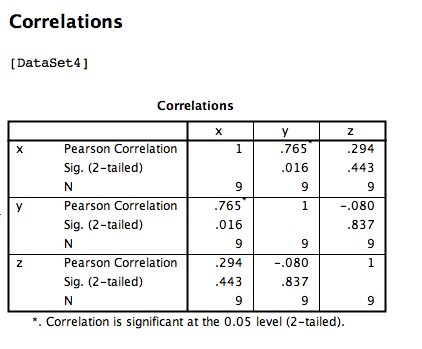 Correlations
[DataSet4]
Correlations
x y z
x Pearson Correlation 1 .765* .294
Sig. (2-tailed) .016 .443
N 9 9 9
y Pearson Correlation .765* 1 -.080
Sig. (2-tailed) .016 .837
N 9 9 9
z Pearson Correlation .294 -.080 1
Sig. (2-tailed) .443 .837
N 9 9 9
*. Correlation is significant at the 0.05 level (2-tailed).